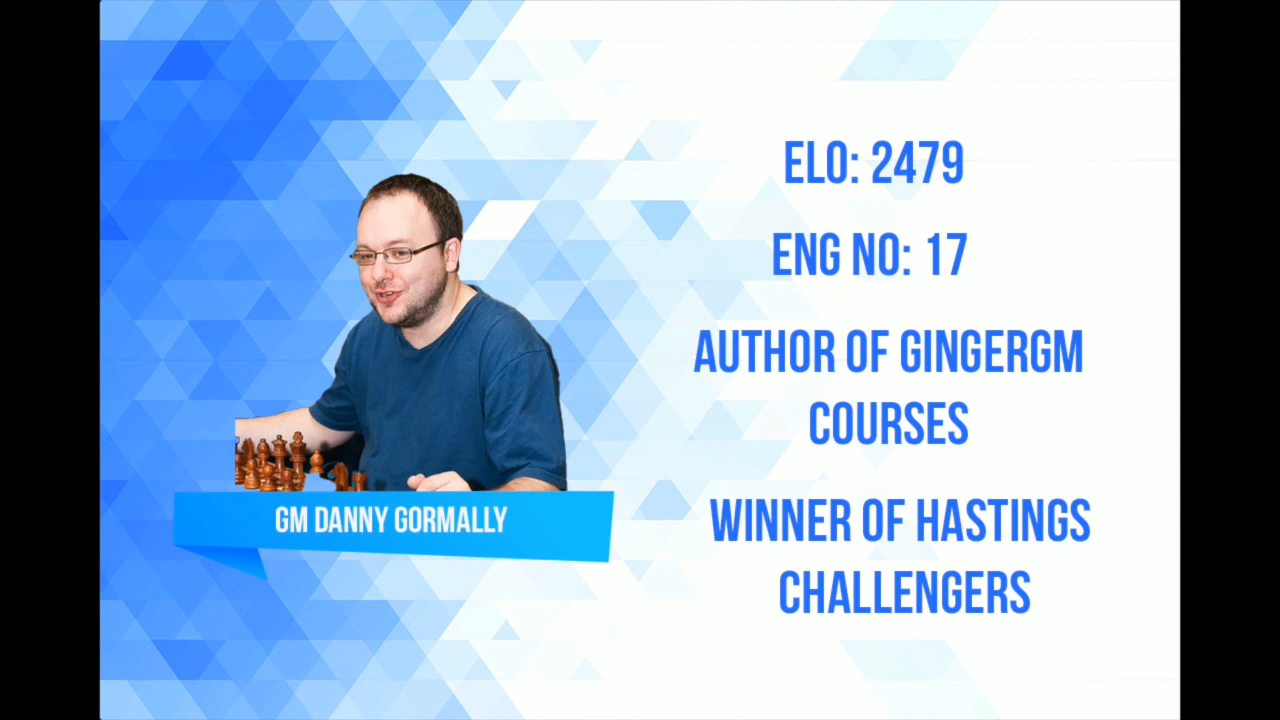 ELO: 2479
ENG NO: 17
AUTHOR OF GINGERGM
COURSES
WINNER OF HASTINGS
CHALLENGERS
GM DANNY GORMALLY